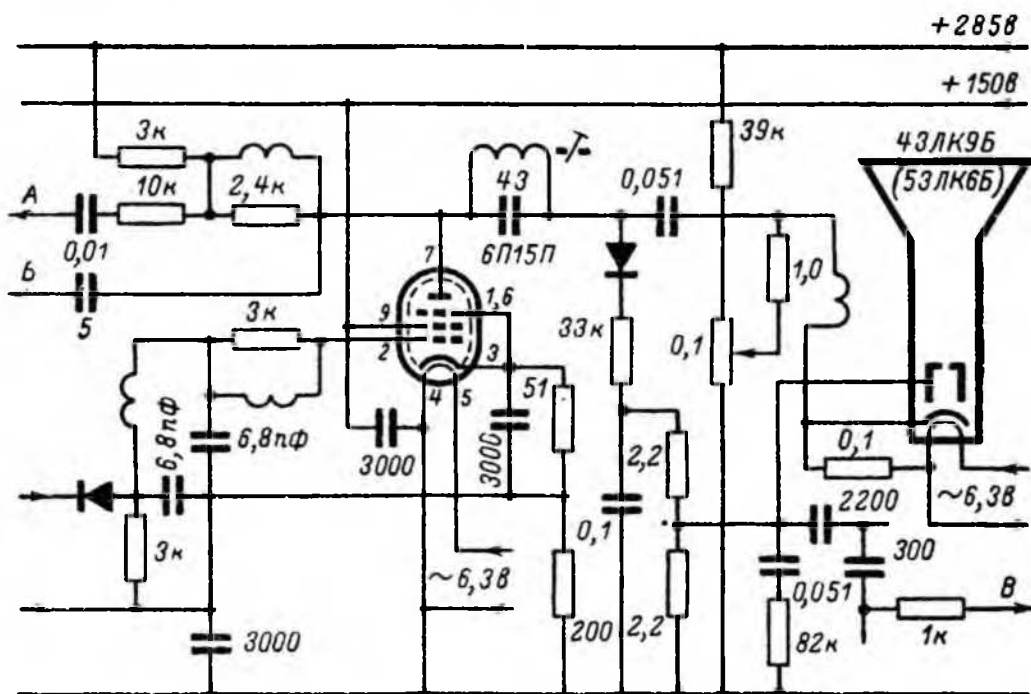 +285в
+150в
3к
10к
2,4к
А
0,01
Б
5
43
6П15П
0,051
39к
43ЛК9Б
(53ЛК6Б)
7
1,6
9
2
3
4
5
3к
33к
1,0
0,1
51
6,8пФ
6,8пФ
3000
3000
2,2
0,1
0,1
2200
~6,3в
3к
~6,3в
300
0,051
В
3000
200
2,2
82к
1к